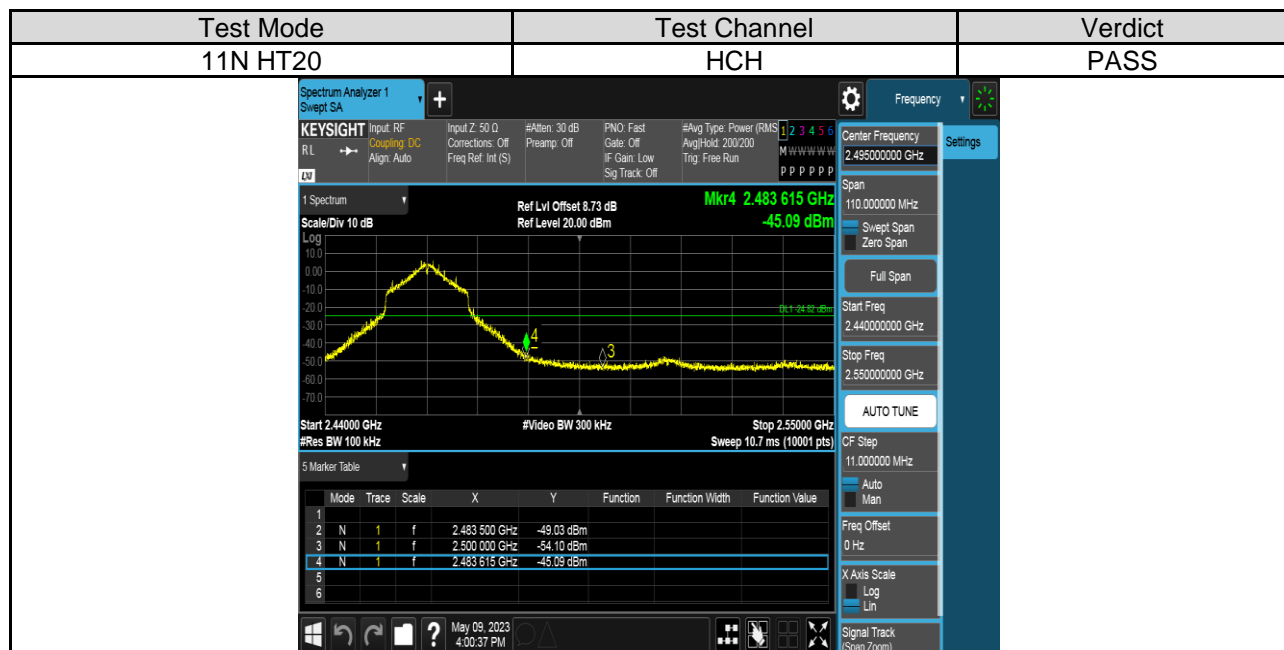 Test Mode Test Channel Verdict
11N HT20 HCH PASS
Spectrum Analyzer 1
Swept SA
+
Frequency
KEYSIGHT
RL
LXI
Input: RF
Coupling: DC
Align: Auto
Input Z: 50 Ω
Corrections: Off
Freq Ref: Int (S)
#Atten: 30 dB
Preamp: Off
PNO: Fast
Gate: Off
IF Gain: Low
Sig Track: Off
#Avg Type: Power (RMS
Avg|Hold: 200/200
Trig: Free Run
1 2 3 4 5 6
M W W W W W
P P P P P P
Settings
Center Frequency
2.495000000 GHz
Span
110.000000 MHz
Swept Span
Zero Span
Full Span
Start Freq
2.440000000 GHz
Stop Freq
2.550000000 GHz
AUTO TUNE
CF Step
11.000000 MHz
Auto
Man
Freq Offset
0 Hz
X Axis Scale
Log
Lin
Signal Track
(Span Zoom)
1 Spectrum
Scale/Div 10 dB
Ref Lvl Offset 8.73 dB
Ref Level 20.00 dBm
Mkr4 2.483 615 GHz
-45.09 dBm
Log
10.0
0.00
-10.0
-20.0
-30.0
-40.0
-50.0
-60.0
-70.0
DL1 -24.82 dBm
4
3
Start 2.44000 GHz #Video BW 300 kHz Stop 2.55000 GHz
#Res BW 100 kHz Sweep 10.7 ms (10001 pts)
5 Marker Table
Mode Trace Scale X Y Function Function Width Function Value
1
2 N 1 f 2.483 500 GHz -49.03 dBm
3 N 1 f 2.500 000 GHz -54.10 dBm
4 N 1 f 2.483 615 GHz -45.09 dBm
5
6
?
May 09, 2023
4:00:37 PM